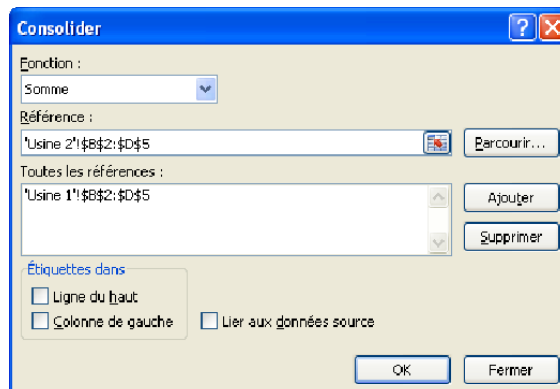 Consolider
Fonction :
Somme
Référence :
'Usine 2'!$B$2:$D$5
Parcourir...
Toutes les références :
'Usine 1'!$B$2:$D$5
Ajouter
Supprimer
Étiquettes dans
Ligne du haut
Colonne de gauche
Lier aux données source
OK
Fermer